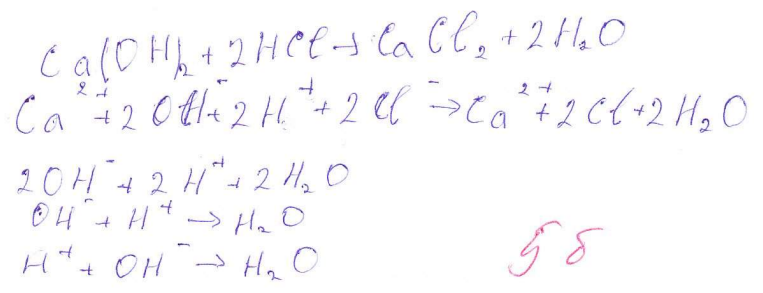 Ca(OH)₂ + 2HCl → CaCl₂ + 2H₂O
Ca²⁺ + 2OH⁻ + 2H⁺ + 2Cl⁻ → Ca²⁺ + 2Cl + 2H₂O
2OH⁻ + 2H⁺ + 2H₂O
OH⁻ + H⁺ → H₂O
H⁺ + OH⁻ → H₂O
5 б